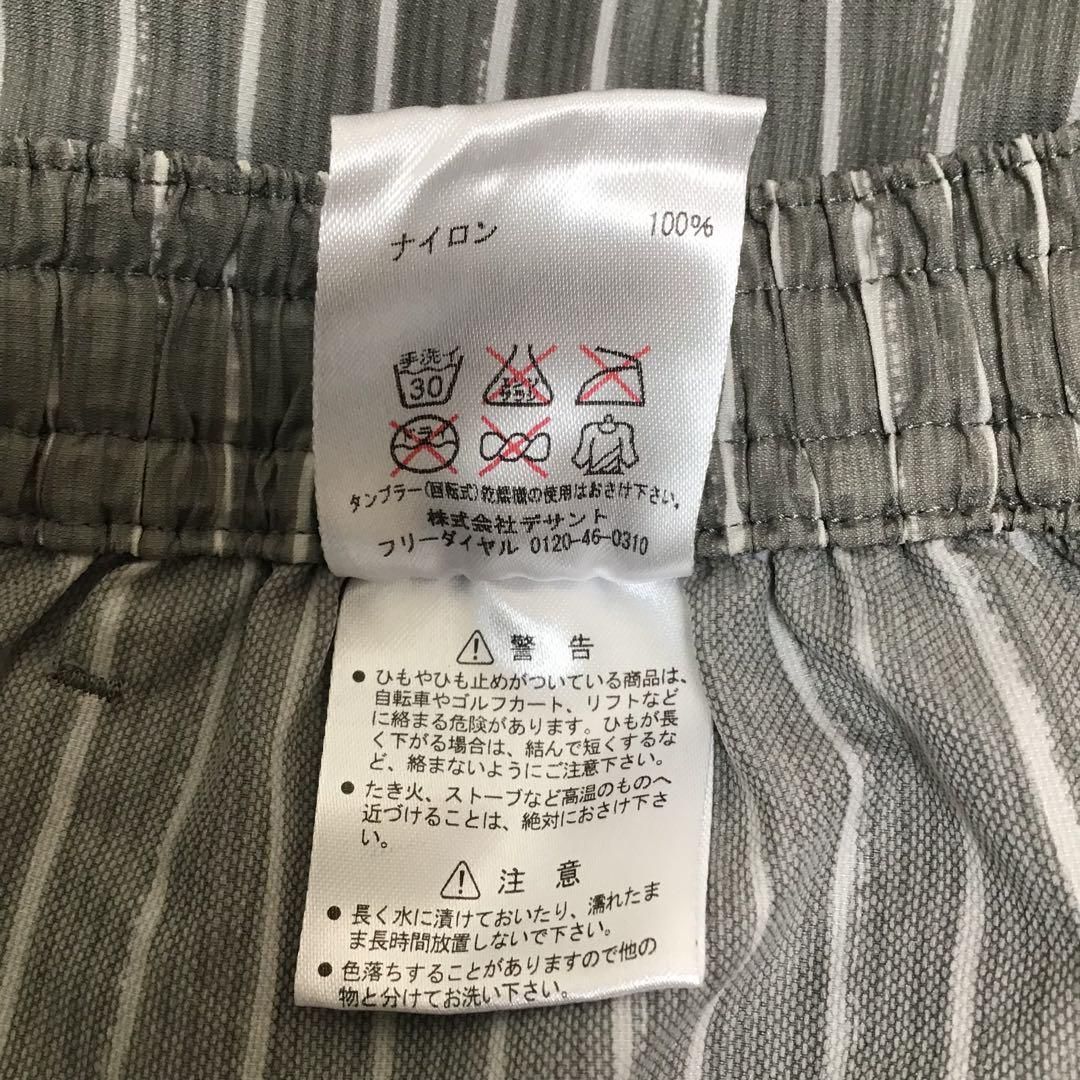 ナイロン 100%
手洗イ
30
エンソ
サラシ
ドライ
タンブラー(回転式)乾燥機の使用はおさけ下さい。
株式会社デサント
フリーダイヤル 0120-46-0310
警告
● ひもやひも止めがついている商品は、
自転車やゴルフカート、リフトなど
に絡まる危険があります。ひもが長
く下がる場合は、結んで短くするな
ど、絡まないようにご注意下さい。
● たき火、ストーブなど高温のものへ
近づけることは、絶対におさけ下さ
い。
注意
● 長く水に漬けておいたり、濡れたま
ま長時間放置しないで下さい。
● 色落ちすることがありますので他の
物と分けてお洗い下さい。